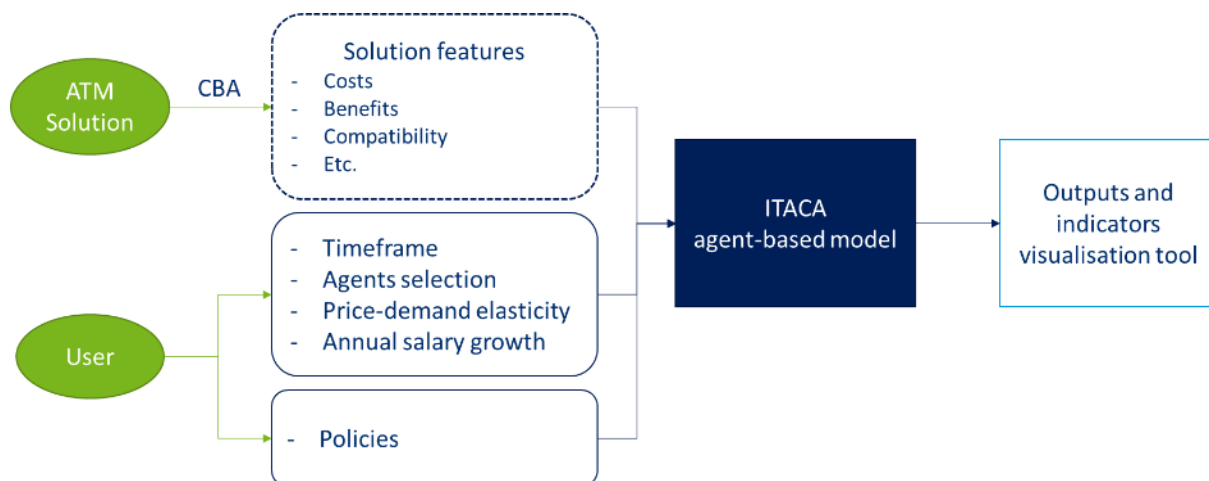 ATM
Solution
CBA
Solution features
- Costs
- Benefits
- Compatibility
- Etc.
User
- Timeframe
- Agents selection
- Price-demand elasticity
- Annual salary growth
- Policies
ITACA
agent-based model
Outputs and
indicators
visualisation tool